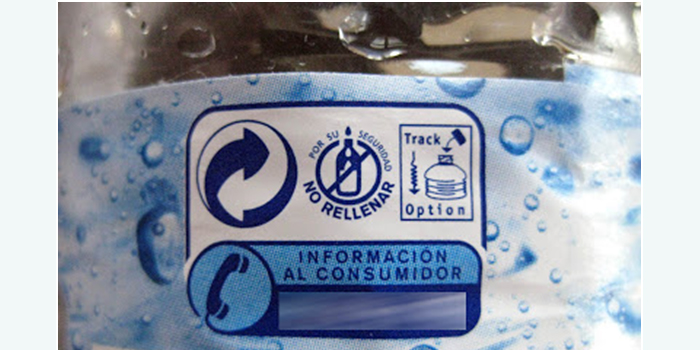 POR SU SEGURIDAD
NO RELLENAR
Track
Option
INFORMACIÓN
AL CONSUMIDOR